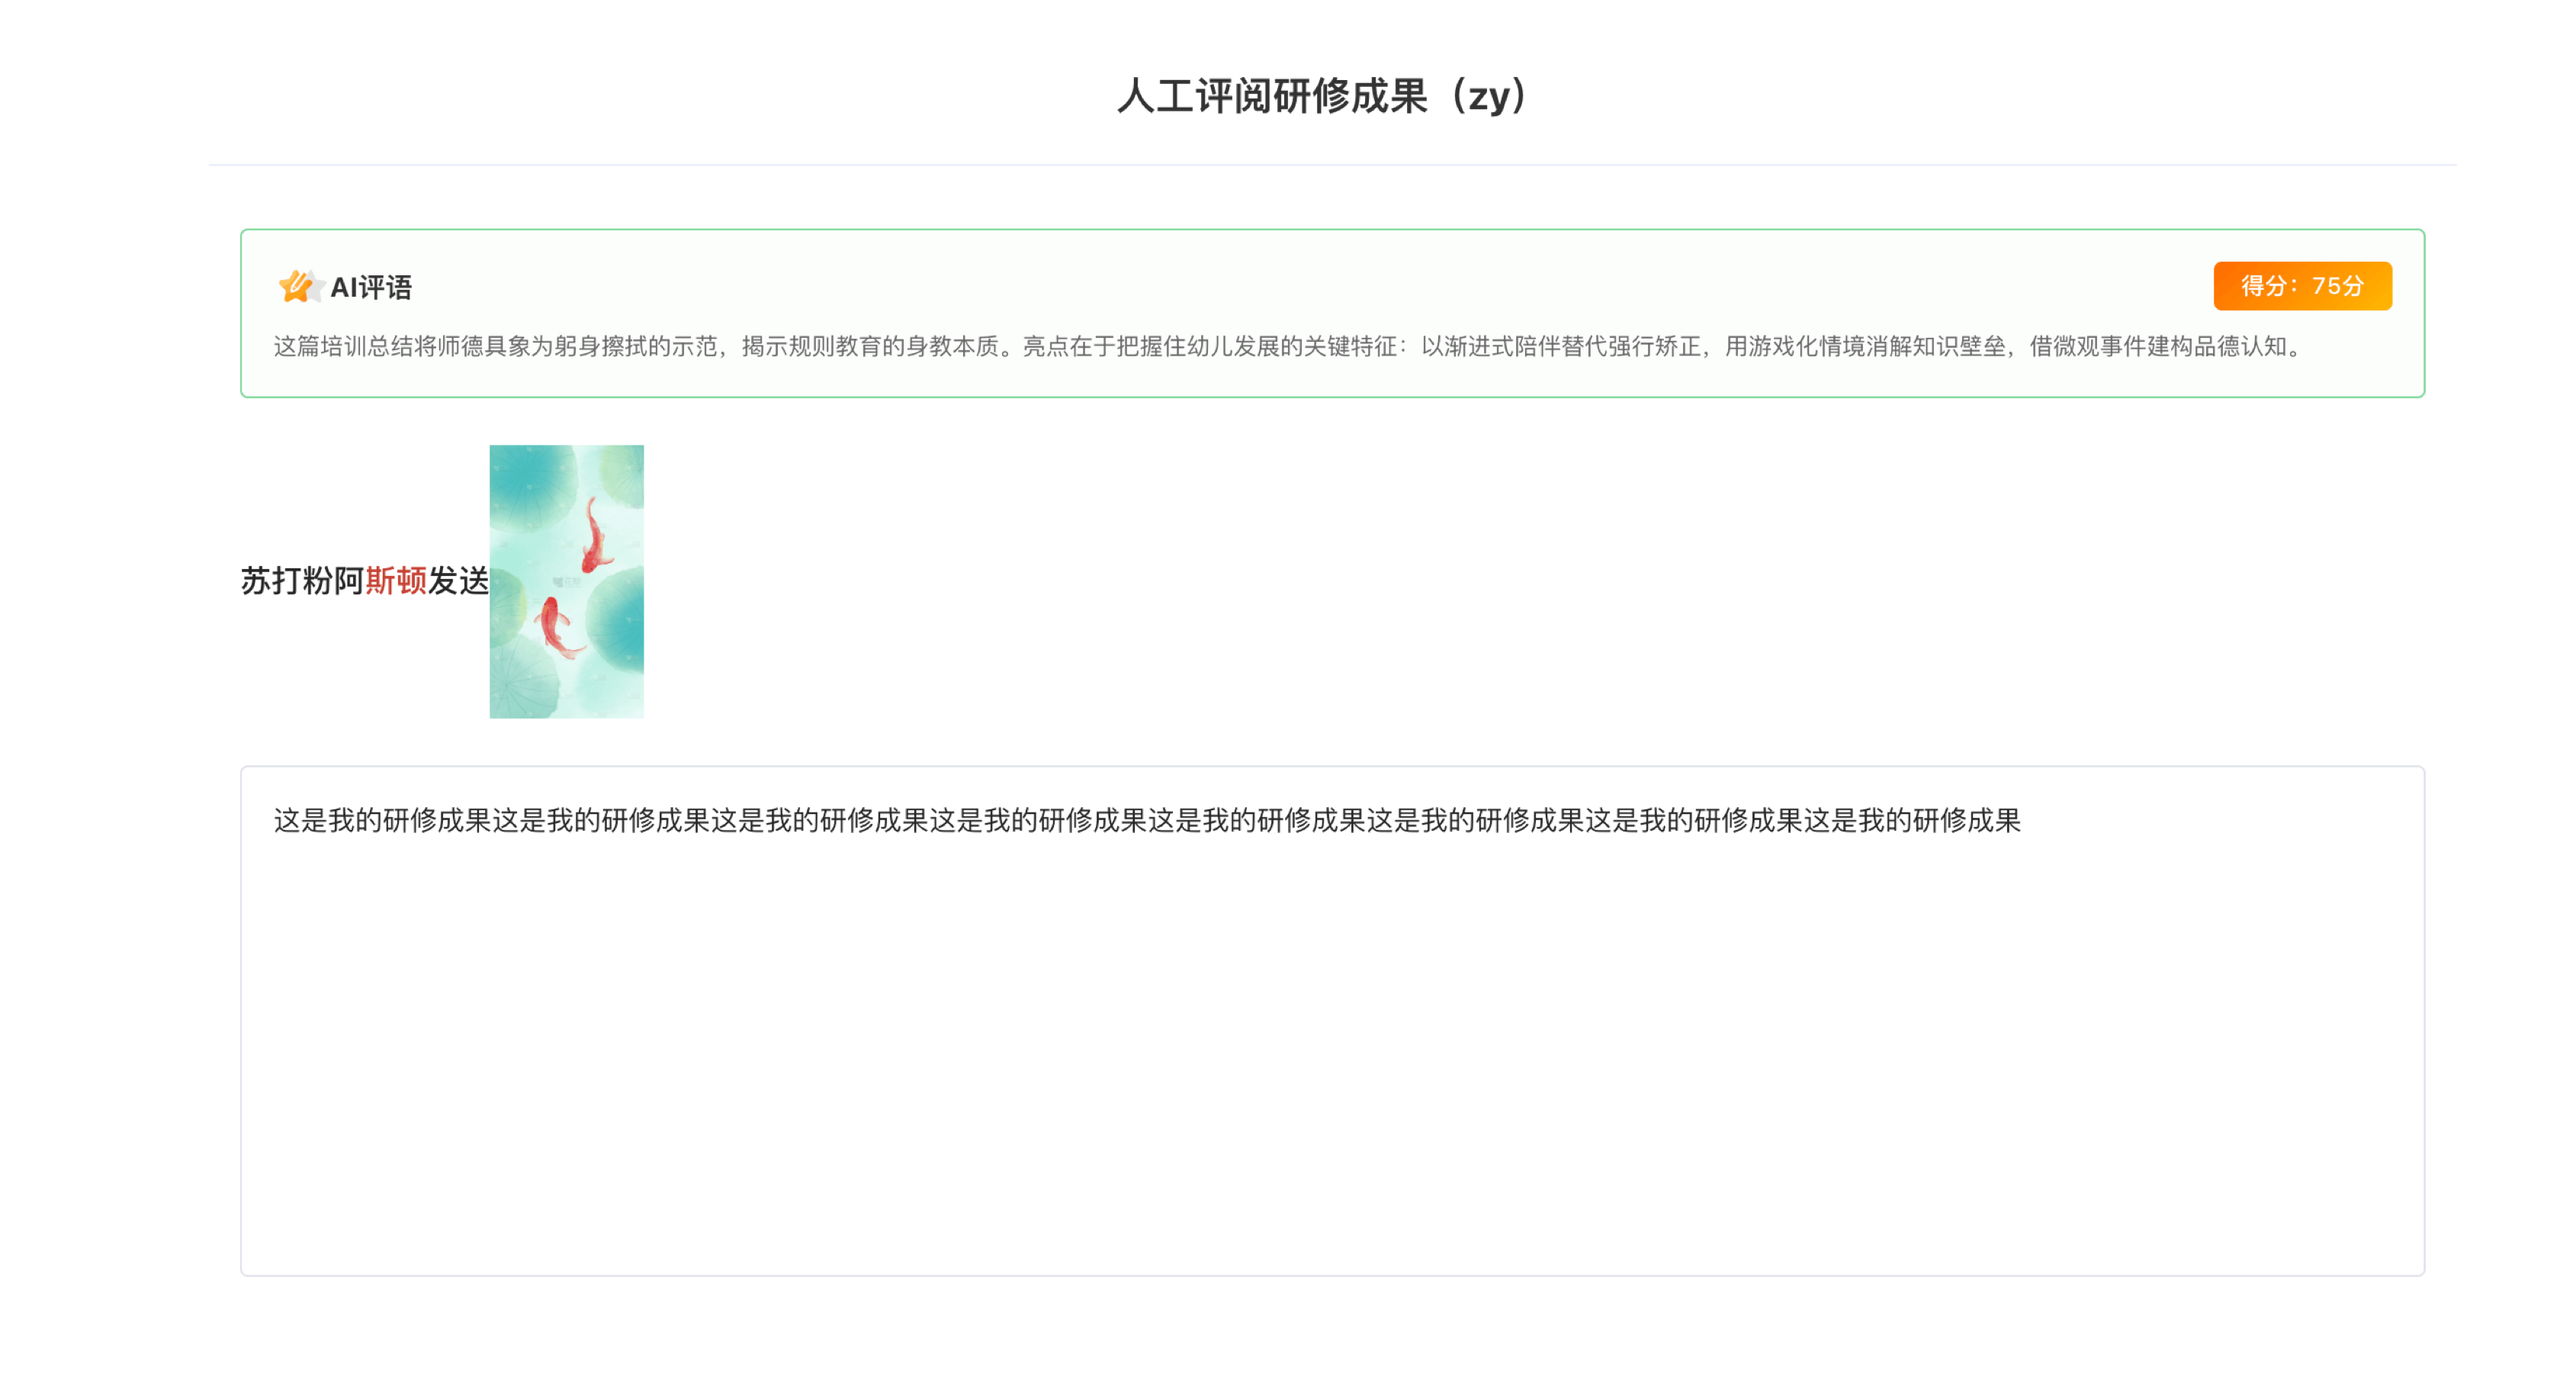 人工评阅研修成果（zy）
AI评语
得分：75分
这篇培训总结将师德具象为躬身擦拭的示范，揭示规则教育的身教本质。亮点在于把握住幼儿发展的关键特征：以渐进式陪伴替代强行矫正，用游戏化情境消解知识壁垒，借微观事件建构品德认知。
苏打粉阿斯顿发送
这是我的研修成果这是我的研修成果这是我的研修成果这是我的研修成果这是我的研修成果这是我的研修成果这是我的研修成果这是我的研修成果